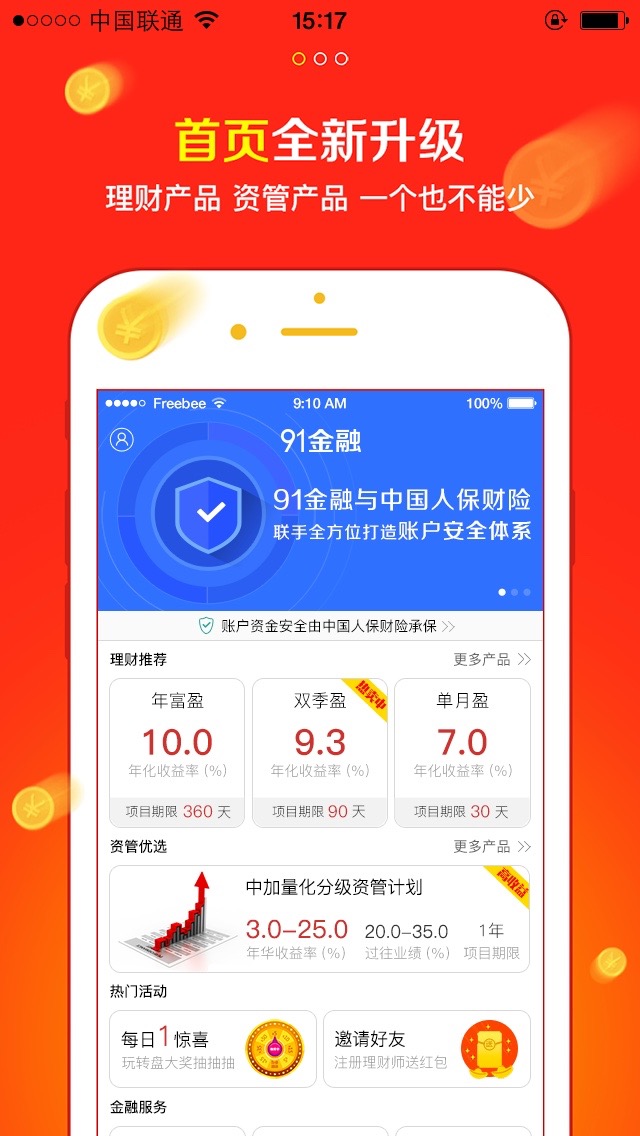 中国联通 15:17
首页全新升级
理财产品 资管产品 一个也不能少
Freebee 9:10 AM 100%
91金融
91金融与中国人保财险
联手全方位打造账户安全体系
账户资金安全由中国人保财险承保
理财推荐 更多产品
年富盈 双季盈 热卖中 单月盈
10.0 9.3 7.0
年化收益率(%) 年化收益率(%) 年化收益率(%)
项目期限 360 天 项目期限 90 天 项目期限 30 天
资管优选 更多产品
中加量化分级资管计划 高收益
3.0-25.0 20.0-35.0 1年
年华收益率(%) 过往业绩(%) 项目期限
热门活动
每日1惊喜 邀请好友
玩转盘大奖抽抽抽 注册理财师送红包
金融服务